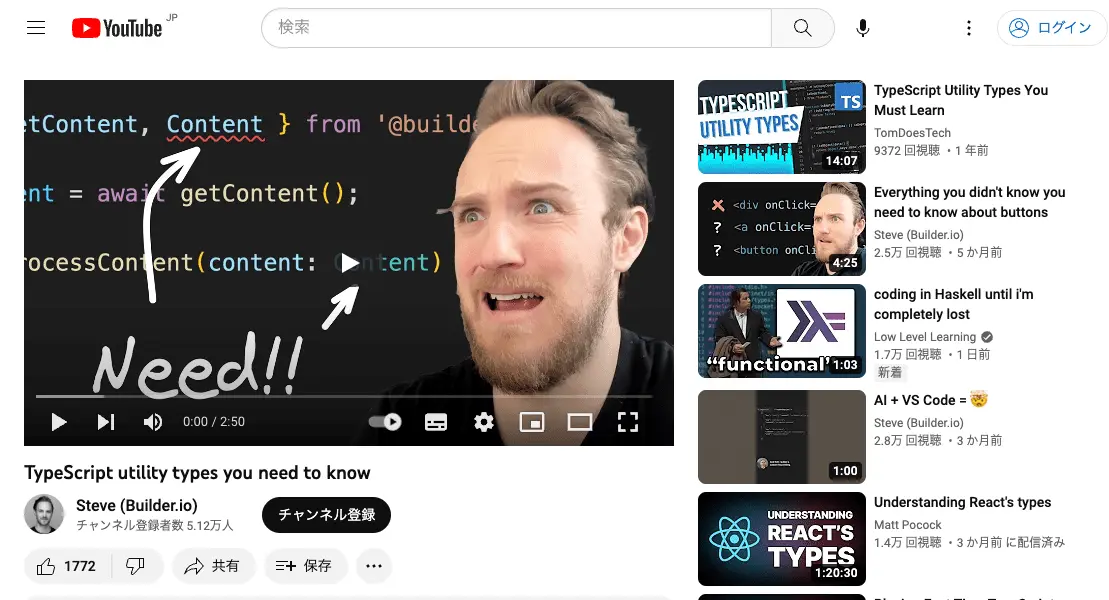 YouTube JP
検索
ログイン
etContent, Content } from '@builde
ent = await getContent();
rocessContent(content: Content)
Need!!
0:00 / 2:50
TypeScript utility types you need to know
Steve (Builder.io)
チャンネル登録者数 5.12万人
チャンネル登録
1772
共有
保存
TYPESCRIPT
UTILITY TYPES
TS
14:07
TypeScript Utility Types You
Must Learn
TomDoesTech
9372 回視聴 ・1 年前
<div onClick=
? <a onClick=
? <button onCli
4:25
Everything you didn't know you
need to know about buttons
Steve (Builder.io)
2.5万 回視聴 ・5 か月前
"functional"
1:03
coding in Haskell until i'm
completely lost
Low Level Learning
1.7万 回視聴 ・1 日前
新着
1:00
AI + VS Code = 🤯
Steve (Builder.io)
2.8万 回視聴 ・3 か月前
UNDERSTANDING
REACT'S
TYPES
1:20:30
Understanding React's types
Matt Pocock
1.4万 回視聴 ・3 か月前 に配信済み